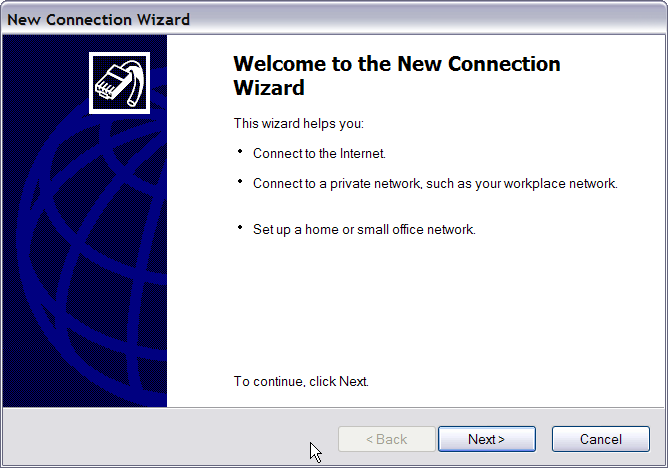 New Connection Wizard
Welcome to the New Connection
Wizard
This wizard helps you:
• Connect to the Internet.
• Connect to a private network, such as your workplace network.
• Set up a home or small office network.
To continue, click Next.
< Back
Next >
Cancel